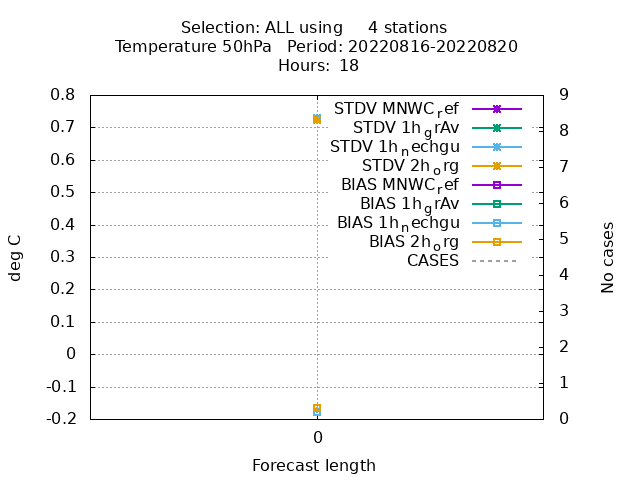 Selection: ALL using     4 stations
Temperature 50hPa   Period: 20220816-20220820
Hours:  18
STDV MNWC_ref
STDV 1h_grAv
STDV 1h_nechgu
STDV 2h_org
BIAS MNWC_ref
BIAS 1h_grAv
BIAS 1h_nechgu
BIAS 2h_org
CASES
0.8
0.7
0.6
0.5
0.4
0.3
0.2
0.1
0
-0.1
-0.2
deg C
9
8
7
6
5
4
3
2
1
0
No cases
0
Forecast length